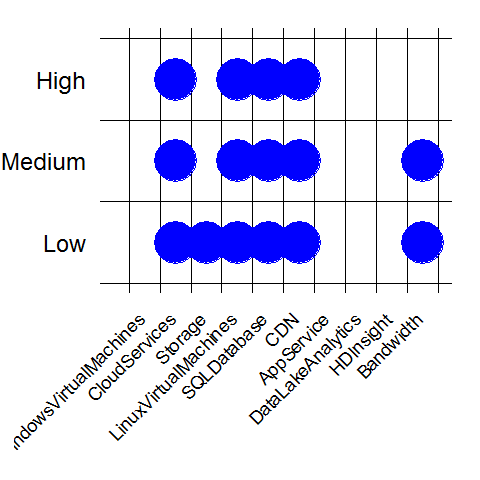 High
Medium
Low
ndowsVirtualMachines
CloudServices
Storage
LinuxVirtualMachines
SQLDatabase
CDN
AppService
DataLakeAnalytics
HDInsight
Bandwidth